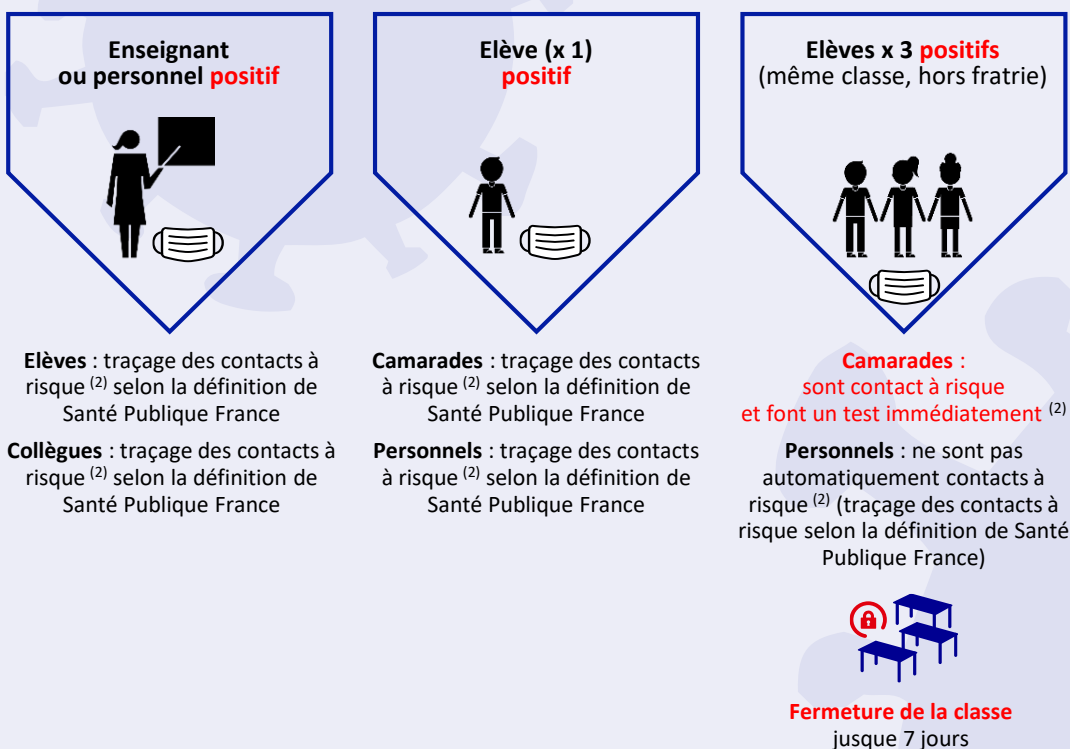 Enseignant
ou personnel positif
Elèves : traçage des contacts à
risque (2) selon la définition de
Santé Publique France
Collègues : traçage des contacts à
risque (2) selon la définition de
Santé Publique France
Elève (x 1)
positif
Camarades : traçage des contacts
à risque (2) selon la définition de
Santé Publique France
Personnels : traçage des contacts
à risque (2) selon la définition de
Santé Publique France
Elèves x 3 positifs
(même classe, hors fratrie)
Camarades :
sont contact à risque
et font un test immédiatement (2)
Personnels : ne sont pas
automatiquement contacts à
risque (2) (traçage des contacts à
risque selon la définition de Santé
Publique France)
Fermeture de la classe
jusque 7 jours